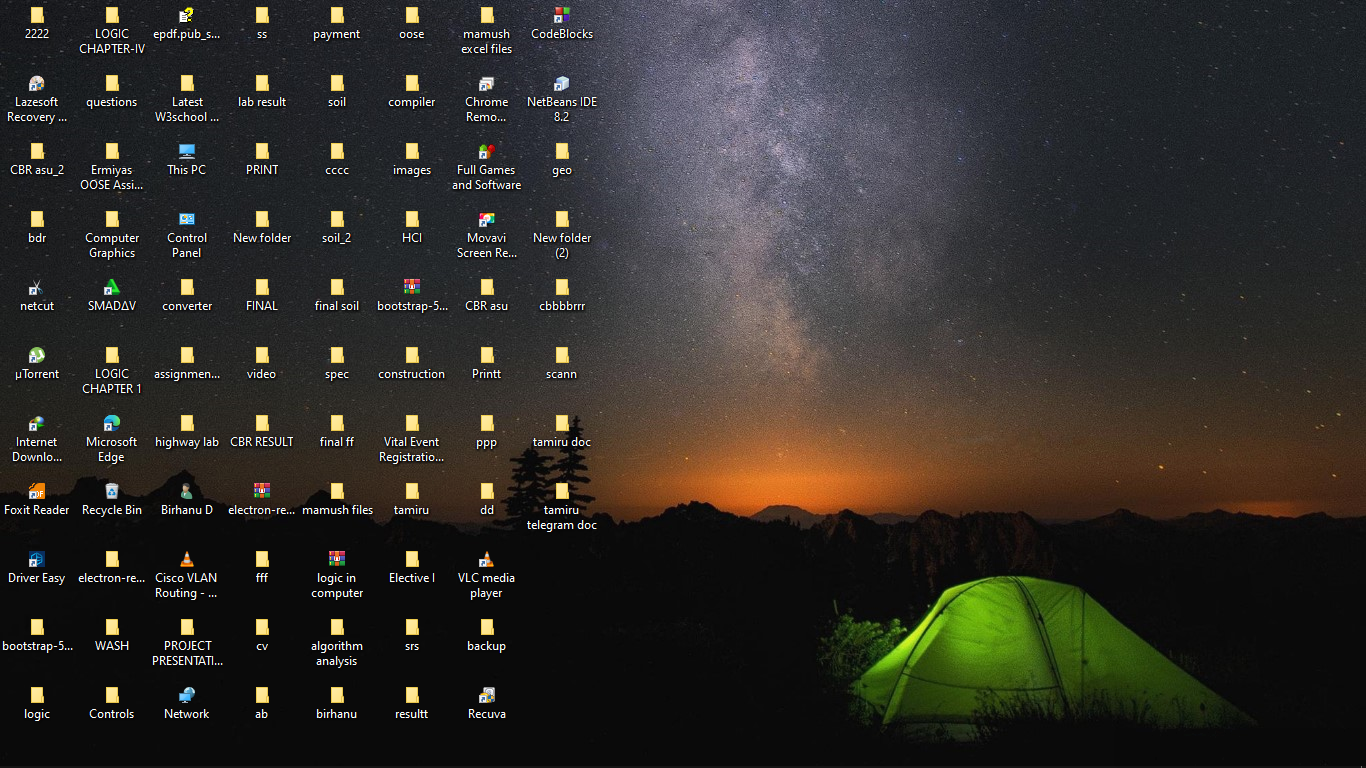 2222
LOGIC
CHAPTER-IV
epdf.pub_s...
ss
payment
oose
mamush
excel files
CodeBlocks
Lazesoft
Recovery ...
questions
Latest
W3school ...
lab result
soil
compiler
Chrome
Remo...
NetBeans IDE
8.2
CBR asu_2
Ermiyas
OOSE Assi...
This PC
PRINT
cccc
images
Full Games
and Software
geo
bdr
Computer
Graphics
Control
Panel
New folder
soil_2
HCI
Movavi
Screen Re...
New folder
(2)
netcut
SMADΔV
converter
FINAL
final soil
bootstrap-5...
CBR asu
cbbbbrrr
µTorrent
LOGIC
CHAPTER 1
assignmen...
video
spec
construction
Printt
scann
Internet
Downlo...
Microsoft
Edge
highway lab
CBR RESULT
final ff
Vital Event
Registratio...
ppp
tamiru doc
Foxit Reader
Recycle Bin
Birhanu D
electron-re...
mamush files
tamiru
dd
tamiru
telegram doc
Driver Easy
electron-re...
Cisco VLAN
Routing - ...
fff
logic in
computer
Elective I
VLC media
player
bootstrap-5...
WASH
PROJECT
PRESENTATI...
cv
algorithm
analysis
srs
backup
logic
Controls
Network
ab
birhanu
resultt
Recuva